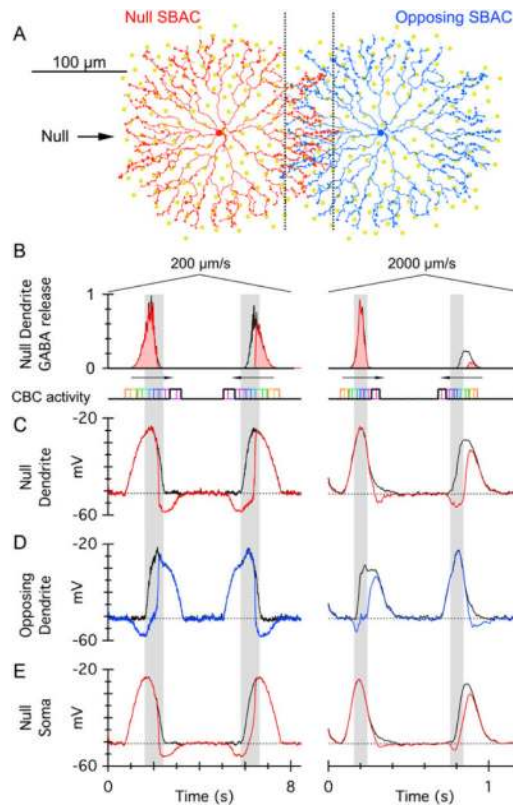 Null SBAC
Opposing SBAC
A
100 µm
Null
B
200 µm/s
2000 µm/s
Null Dendrite
GABA release
1
0
CBC activity
C
-20
Null
Dendrite
mV
-60
D
-20
Opposing
Dendrite
mV
-60
E
-20
Null
Soma
mV
-60
0
2
4
6
8
0
1
Time (s)
Time (s)